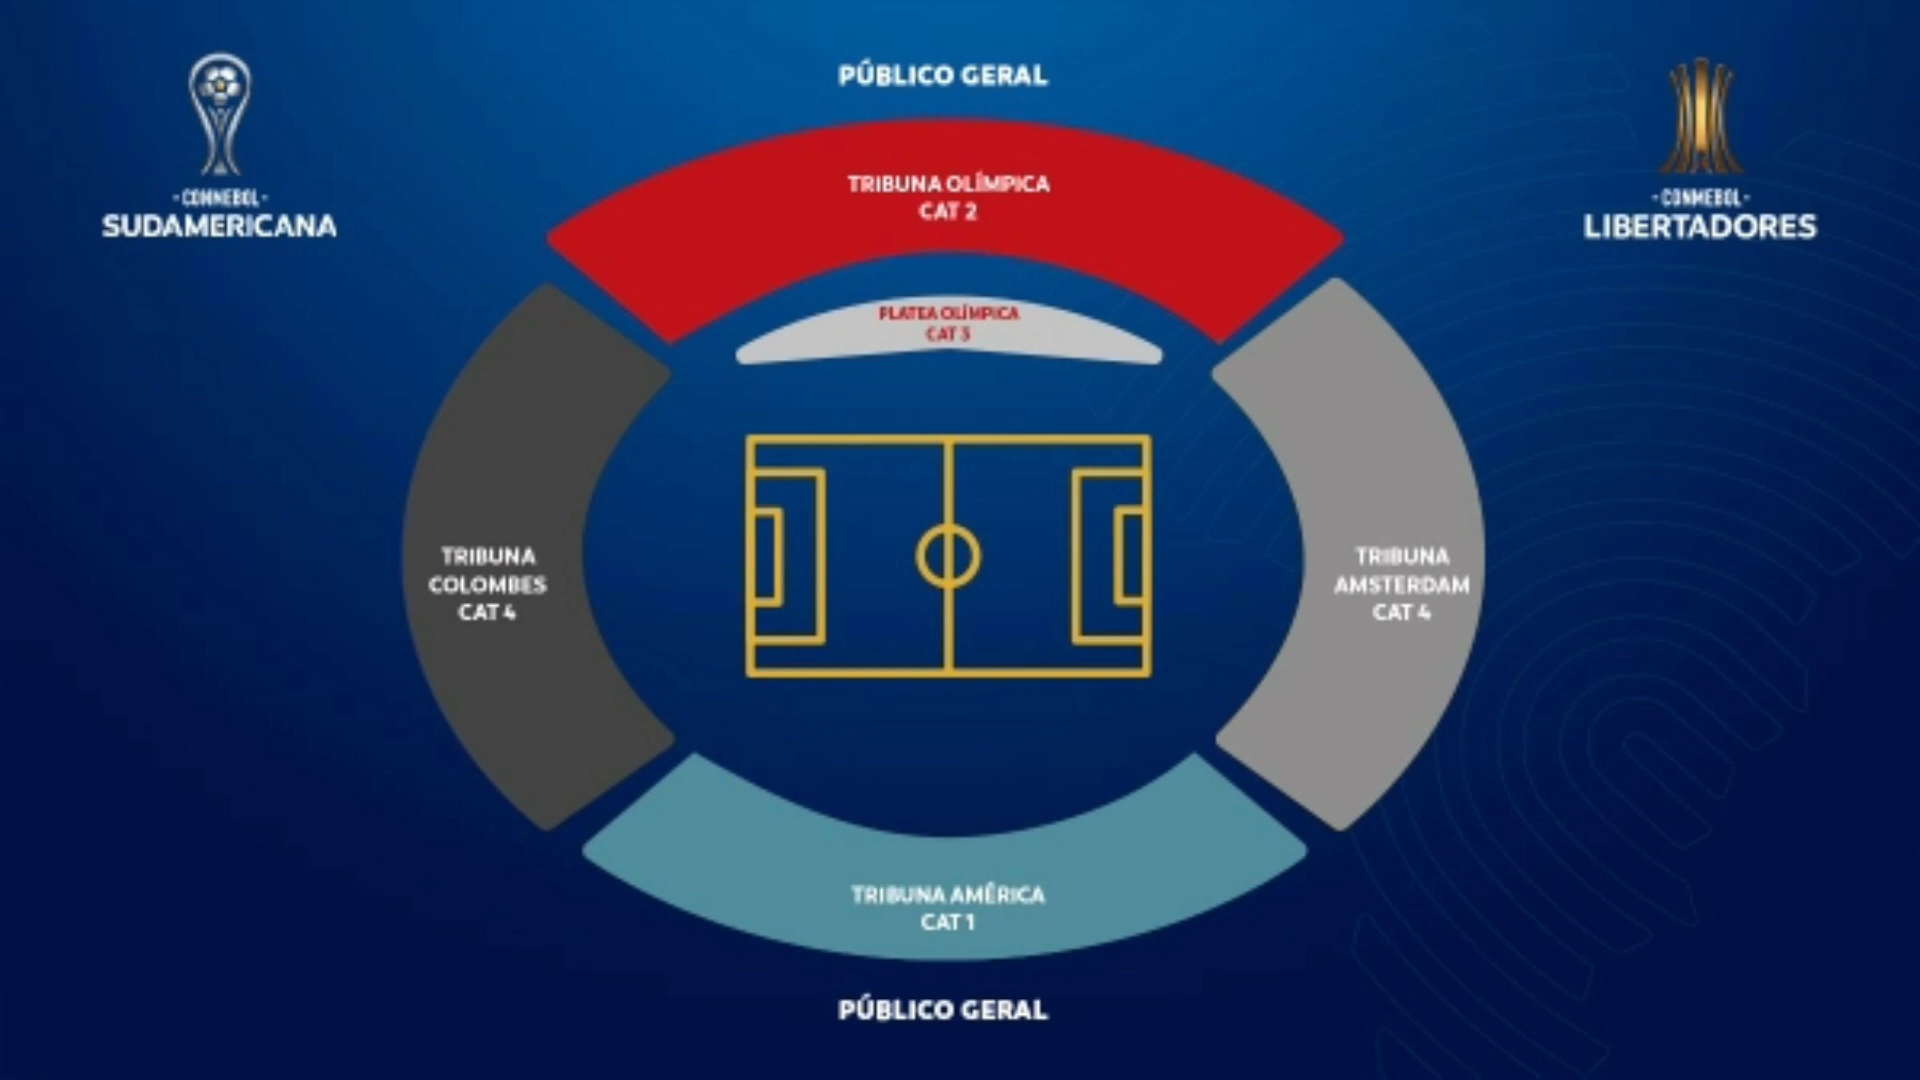 PÚBLICO GERAL
- CONMEBOL -
SUDAMERICANA
- CONMEBOL -
LIBERTADORES
TRIBUNA OLÍMPICA
CAT 2
PLATEA OLÍMPICA
CAT 3
TRIBUNA
COLOMBES
CAT 4
TRIBUNA
AMSTERDAM
CAT 4
TRIBUNA AMÉRICA
CAT 1
PÚBLICO GERAL